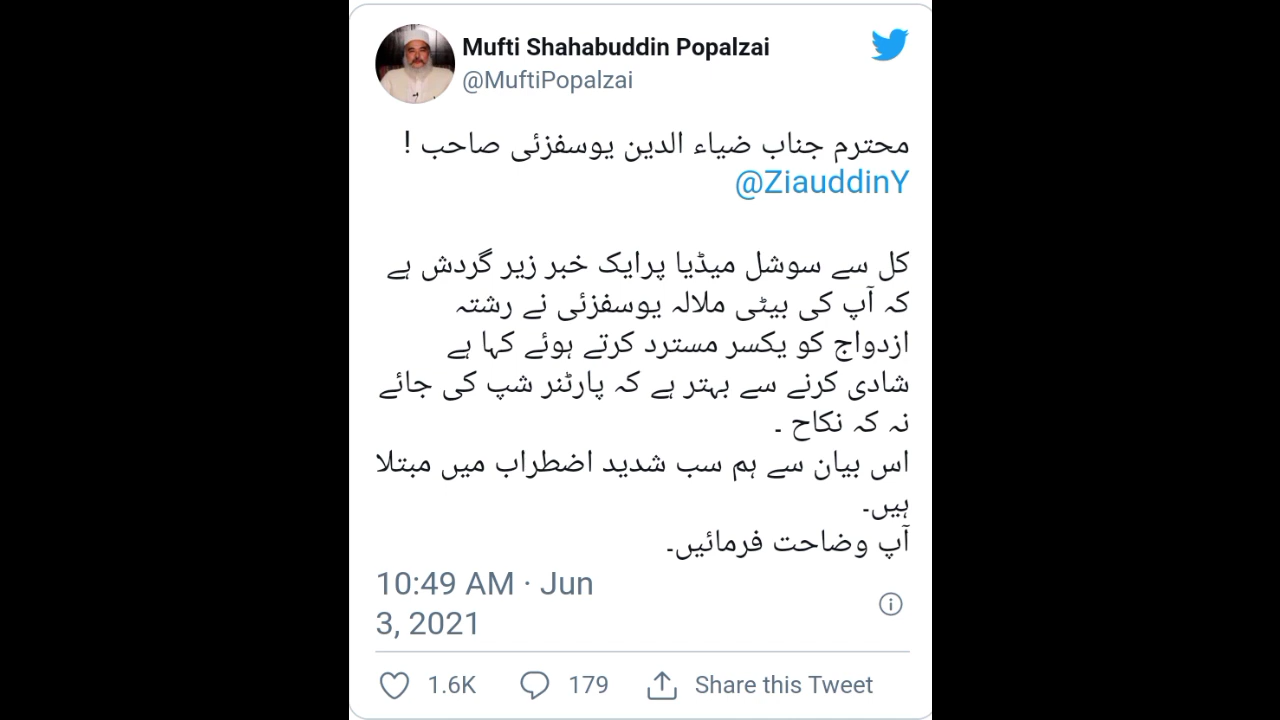 Mufti Shahabuddin Popalzai
@MuftiPopalzai
محترم جناب ضیاء الدین یوسفزئی صاحب !
@ZiauddinY
کل سے سوشل میڈیا پرایک خبر زیر گردش ہے
کہ آپ کی بیٹی ملالہ یوسفزئی نے رشتہ
ازدواج کو یکسر مسترد کرتے ہوئے کہا ہے
شادی کرنے سے بہتر ہے کہ پارٹنر شپ کی جائے
نہ کہ نکاح ۔
اس بیان سے ہم سب شدید اضطراب میں مبتلا
ہیں۔
آپ وضاحت فرمائیں۔
10:49 AM · Jun
3, 2021
1.6K 179 Share this Tweet